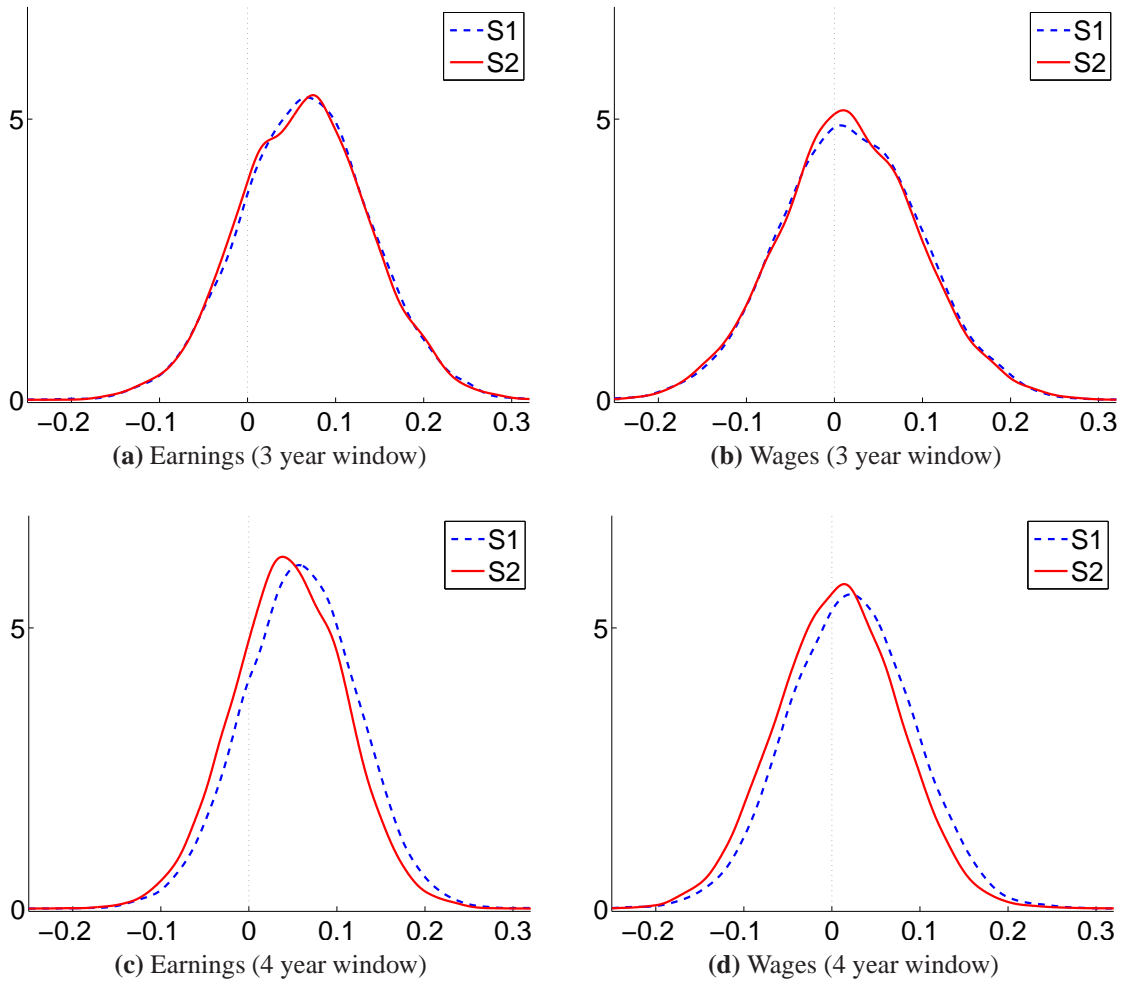 S1
S2
5
0
−0.2 −0.1 0 0.1 0.2 0.3
(a) Earnings (3 year window)
S1
S2
5
0
−0.2 −0.1 0 0.1 0.2 0.3
(b) Wages (3 year window)
S1
S2
5
0
−0.2 −0.1 0 0.1 0.2 0.3
(c) Earnings (4 year window)
S1
S2
5
0
−0.2 −0.1 0 0.1 0.2 0.3
(d) Wages (4 year window)